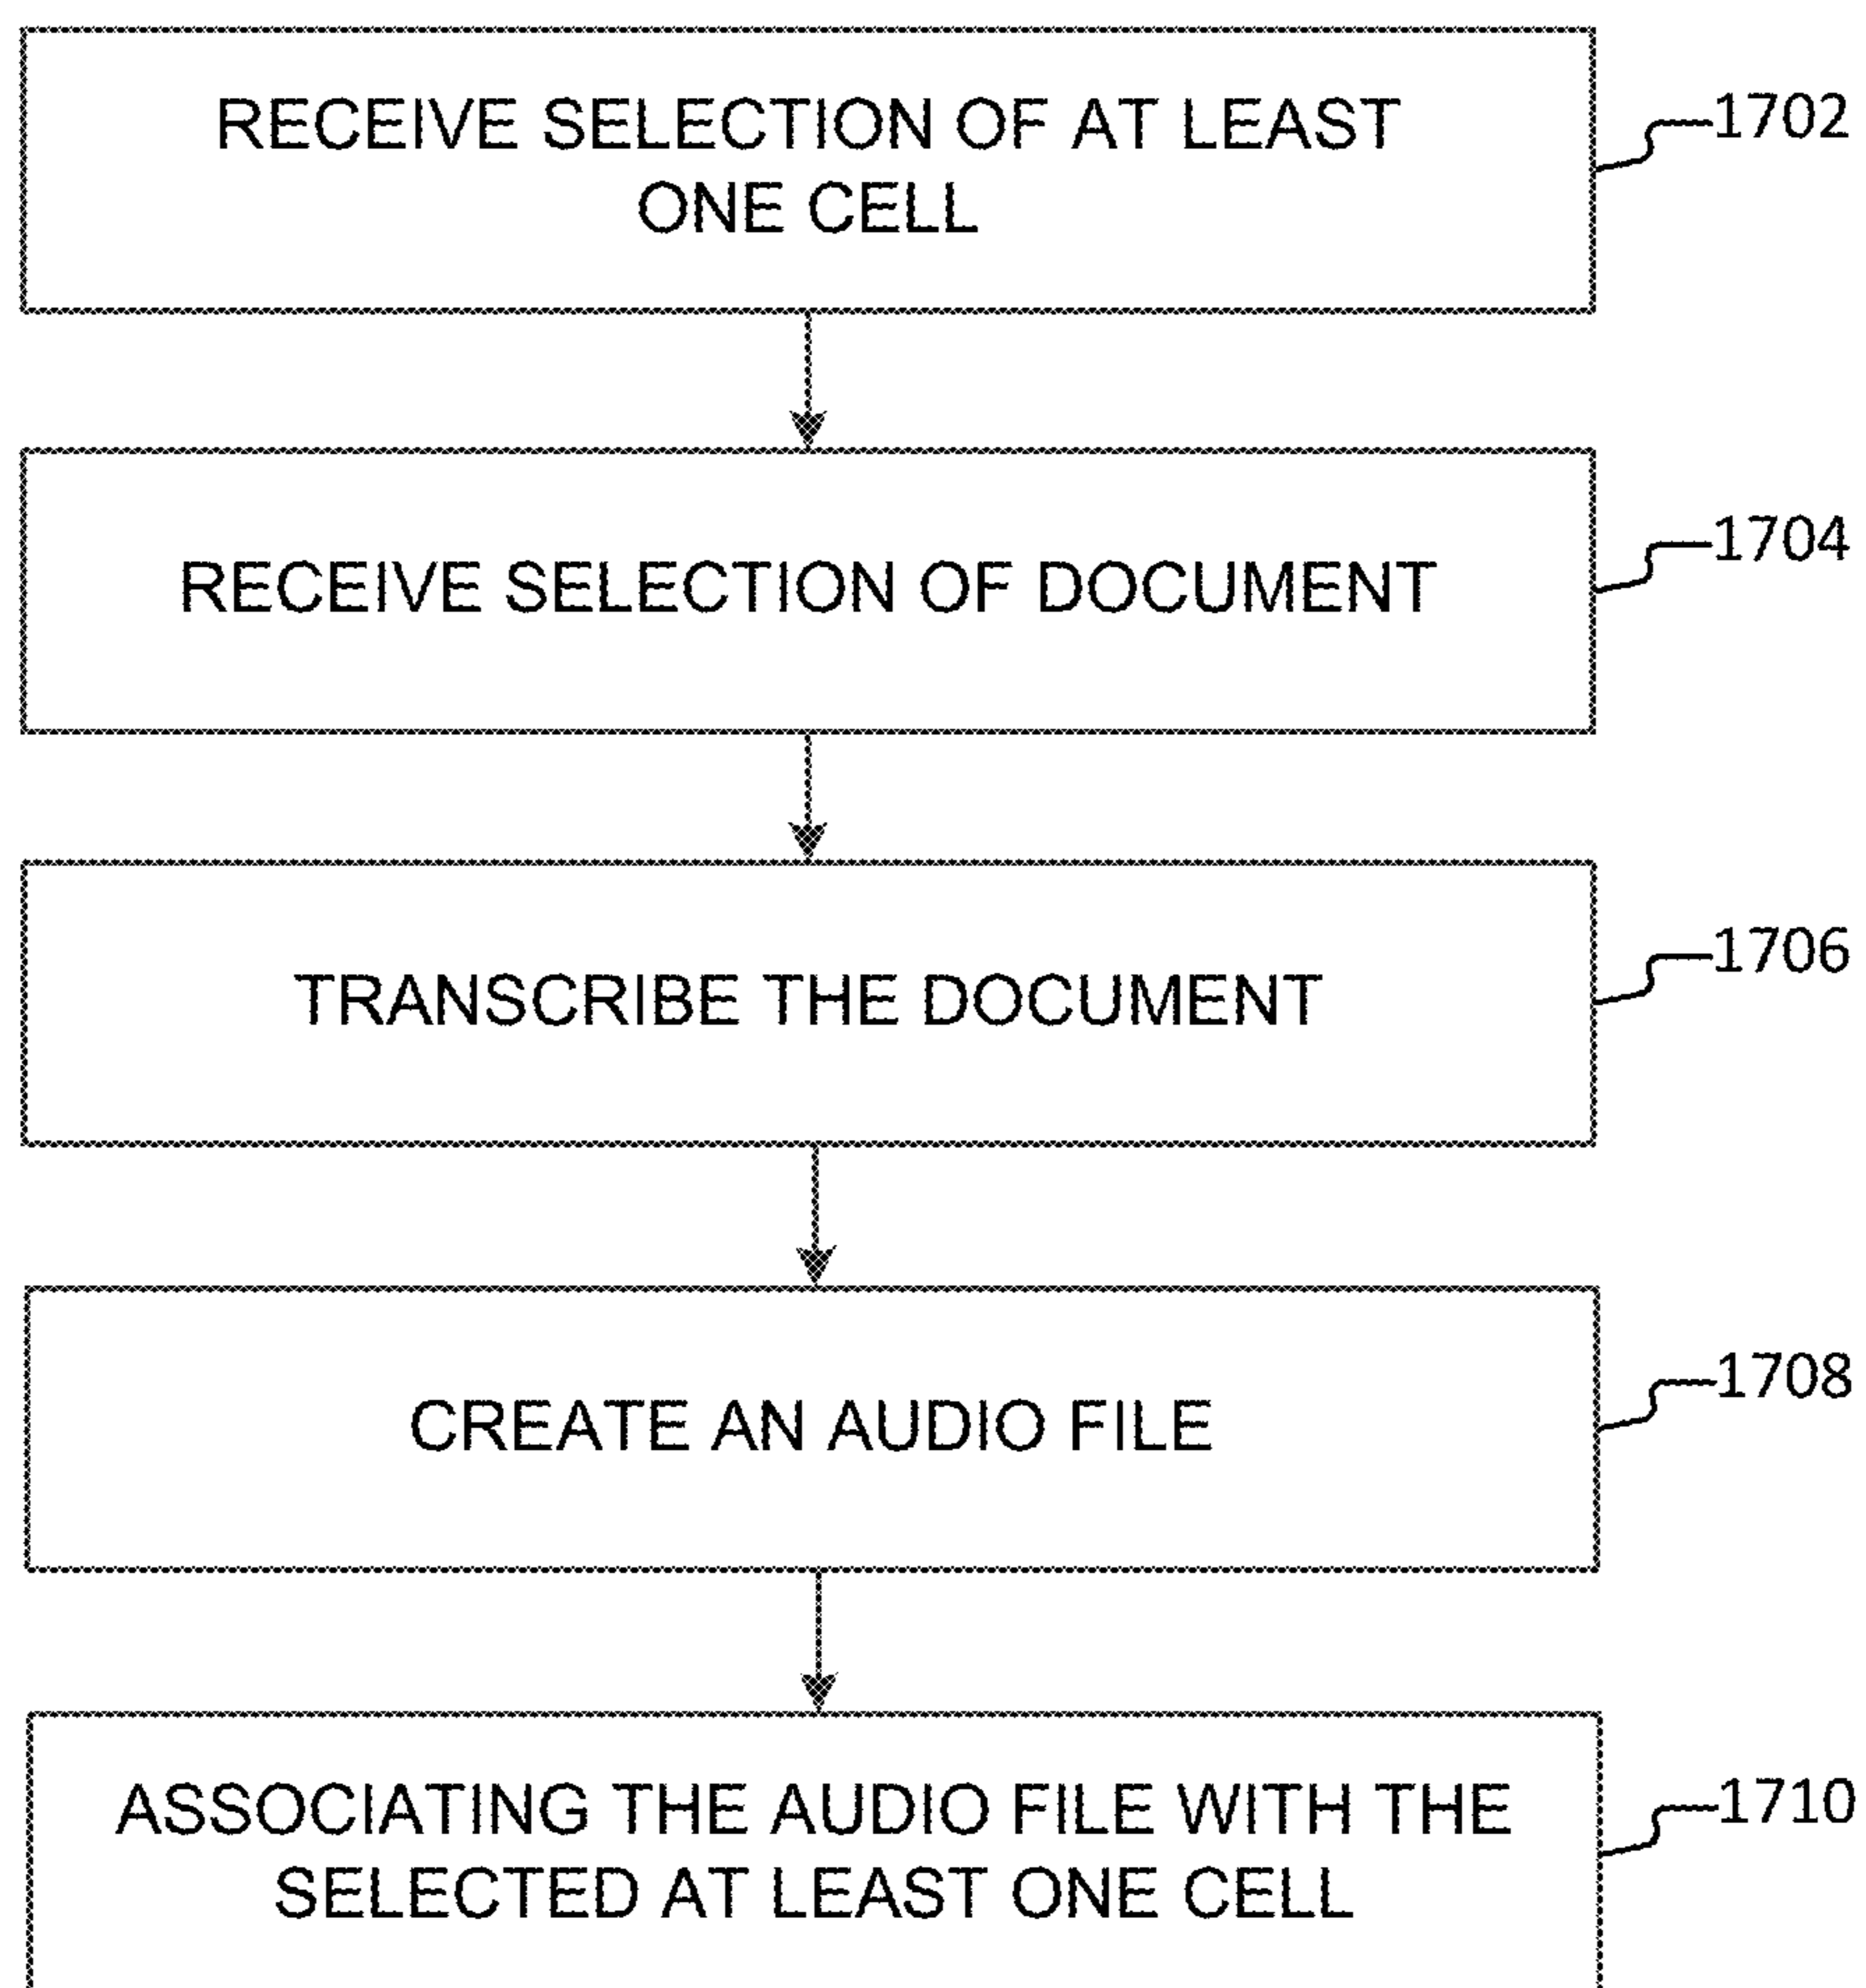 RECEIVE SELECTION OF AT LEAST
ONE CELL
1702
RECEIVE SELECTION OF DOCUMENT
1704
TRANSCRIBE THE DOCUMENT
1706
CREATE AN AUDIO FILE
1708
ASSOCIATING THE AUDIO FILE WITH THE
SELECTED AT LEAST ONE CELL
1710